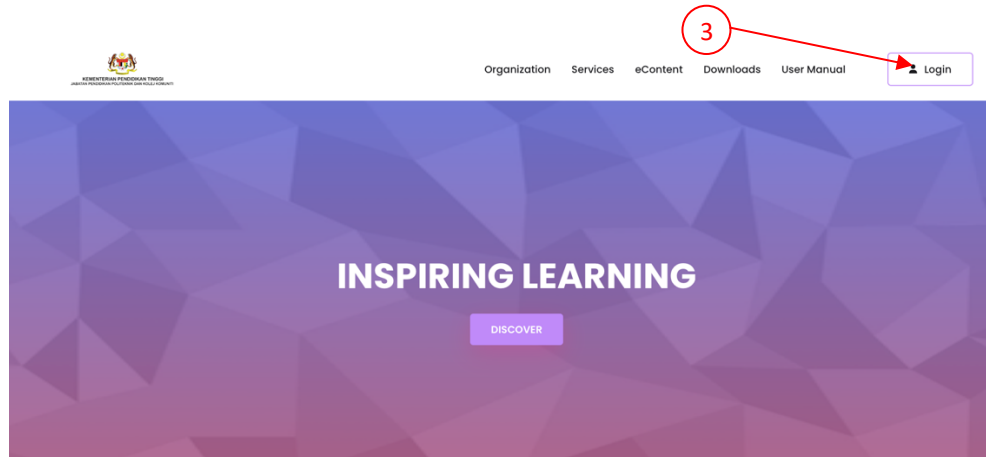 3
KEMENTERIAN PENDIDIKAN TINGGI
JABATAN PENDIDIKAN POLITEKNIK DAN KOLEJ KOMUNITI
Organization Services eContent Downloads User Manual Login
INSPIRING LEARNING
DISCOVER